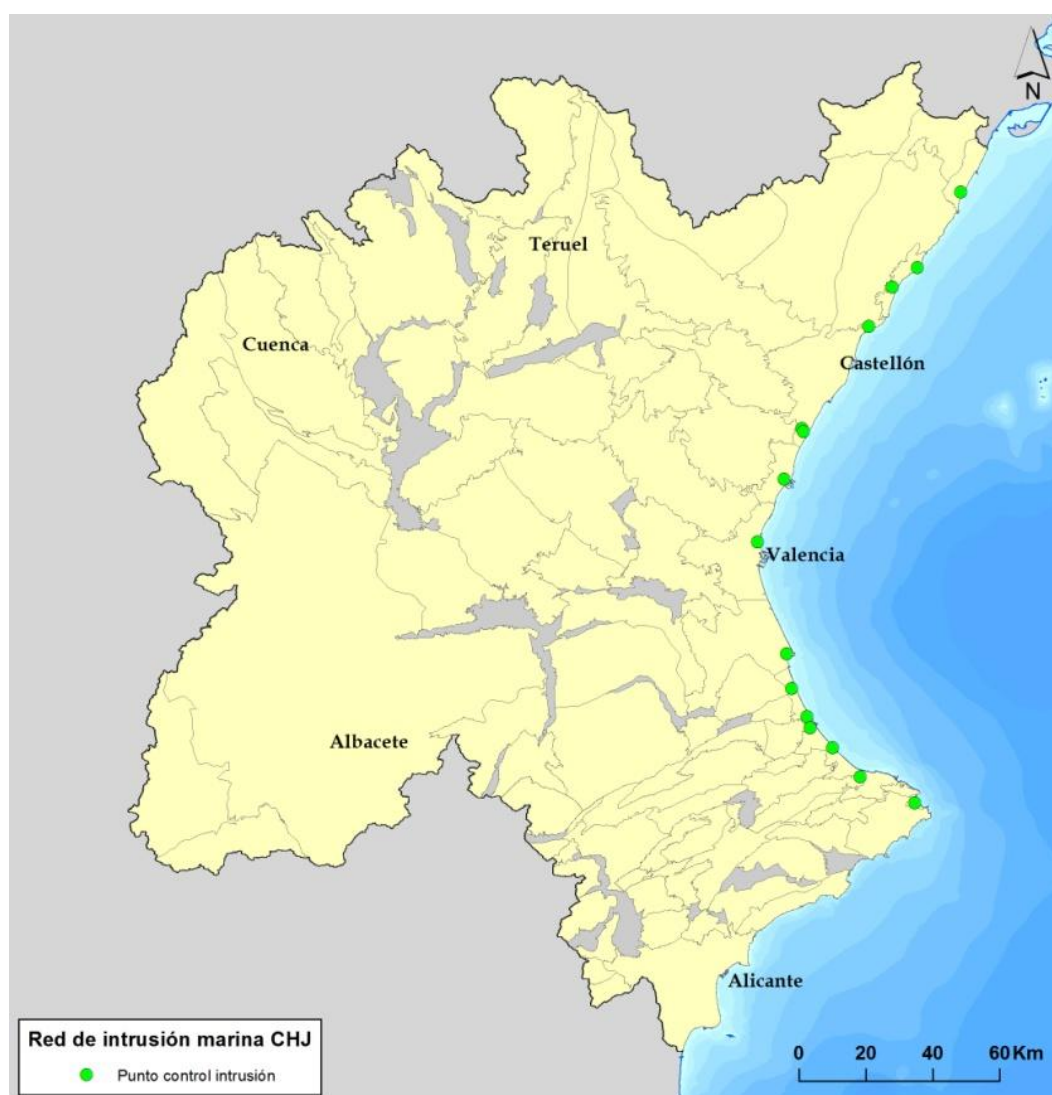 N
Teruel
Cuenca
Castellón
Valencia
Albacete
Alicante
Red de intrusión marina CHJ
Punto control intrusión
0 20 40 60 Km